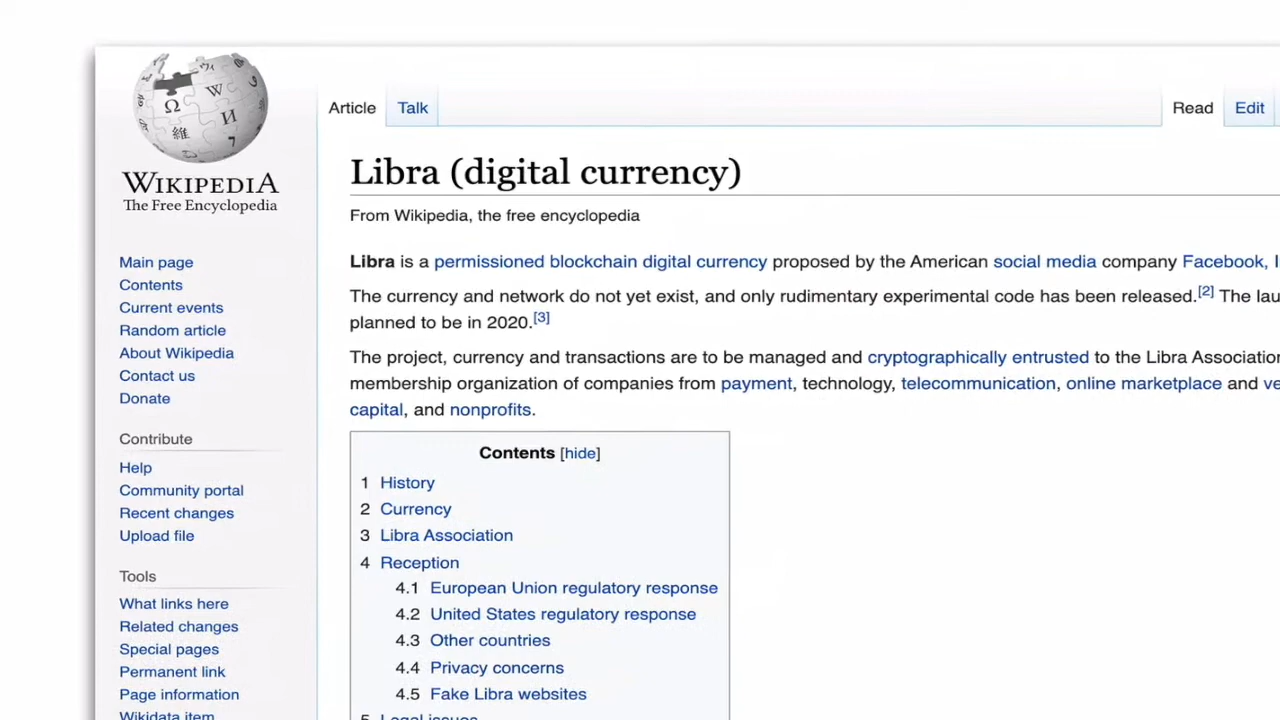 WIKIPEDIA
The Free Encyclopedia
Main page
Contents
Current events
Random article
About Wikipedia
Contact us
Donate
Contribute
Help
Community portal
Recent changes
Upload file
Tools
What links here
Related changes
Special pages
Permanent link
Page information
Wikidata item
Article Talk Read Edit
Libra (digital currency)
From Wikipedia, the free encyclopedia
Libra is a permissioned blockchain digital currency proposed by the American social media company Facebook,
The currency and network do not yet exist, and only rudimentary experimental code has been released.[2] The
planned to be in 2020.[3]
The project, currency and transactions are to be managed and cryptographically entrusted to the Libra Association
membership organization of companies from payment, technology, telecommunication, online marketplace and
capital, and nonprofits.
Contents [hide]
1 History
2 Currency
3 Libra Association
4 Reception
4.1 European Union regulatory response
4.2 United States regulatory response
4.3 Other countries
4.4 Privacy concerns
4.5 Fake Libra websites
5 Legal issues